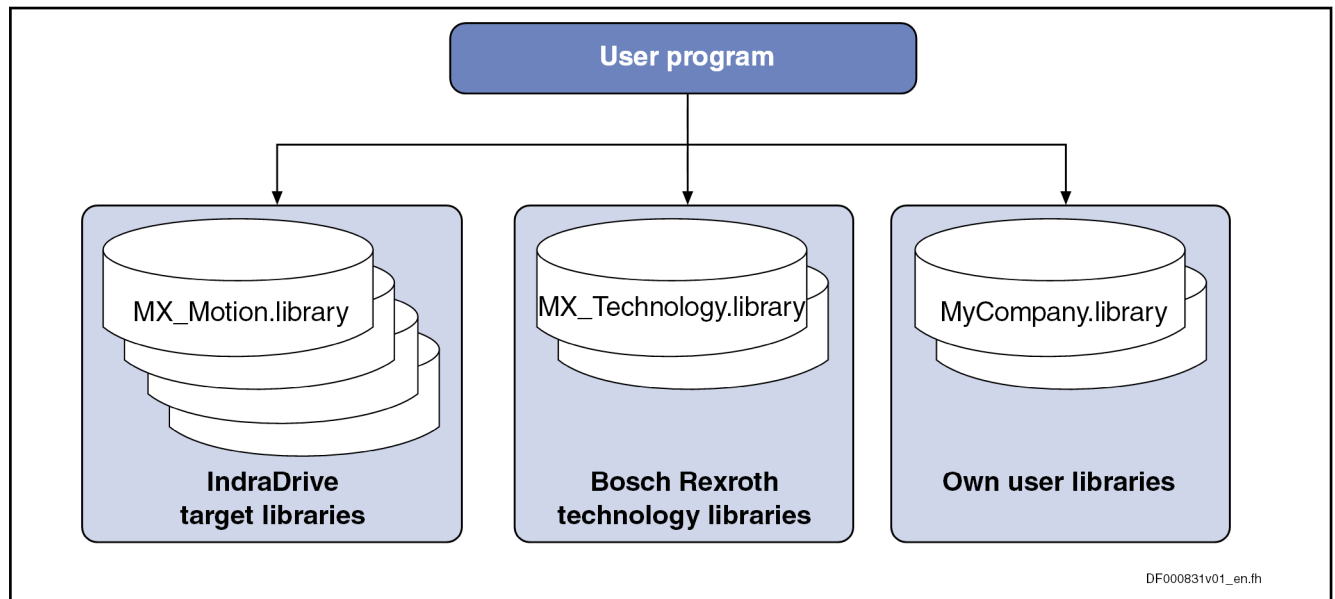 User program
MX_Motion.library
MX_Technology.library
MyCompany.library
IndraDrive
target libraries
Bosch Rexroth
technology libraries
Own user libraries
DF000831v01_en.fh